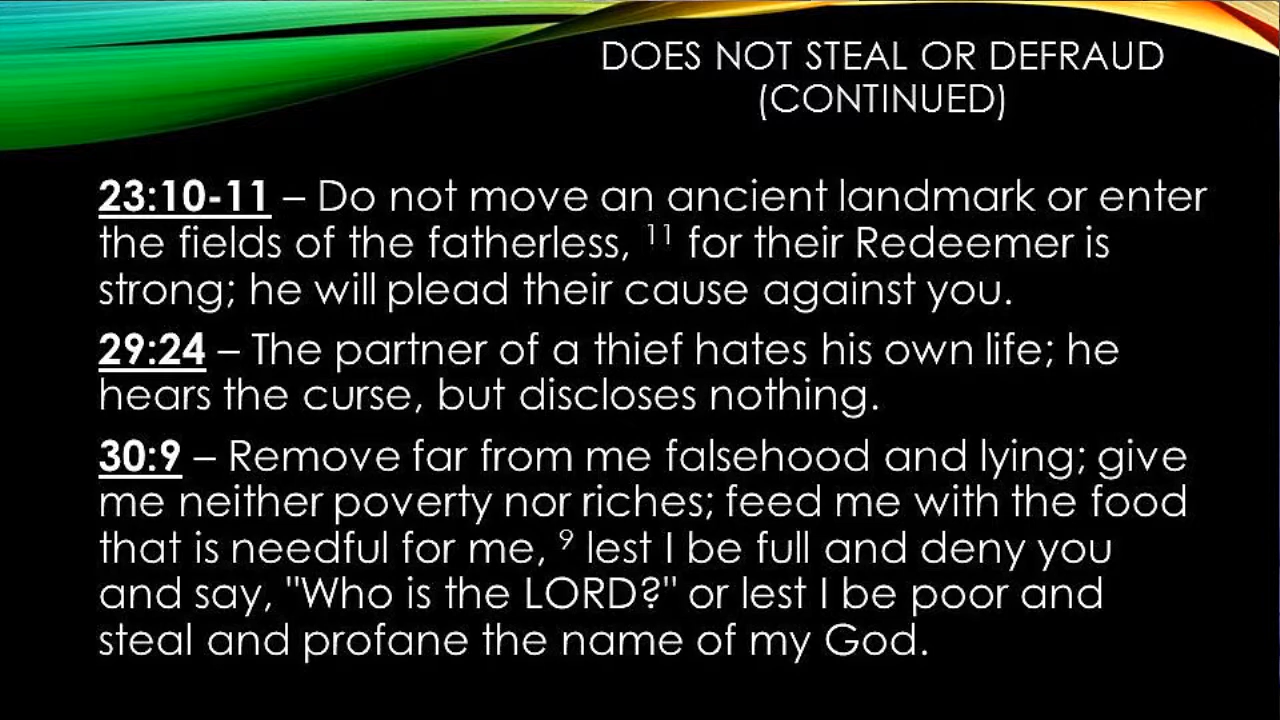 DOES NOT STEAL OR DEFRAUD
(CONTINUED)
23:10-11 – Do not move an ancient landmark or enter
the fields of the fatherless, ¹¹ for their Redeemer is
strong; he will plead their cause against you.
29:24 – The partner of a thief hates his own life; he
hears the curse, but discloses nothing.
30:9 – Remove far from me falsehood and lying; give
me neither poverty nor riches; feed me with the food
that is needful for me, ⁹ lest I be full and deny you
and say, "Who is the LORD?" or lest I be poor and
steal and profane the name of my God.